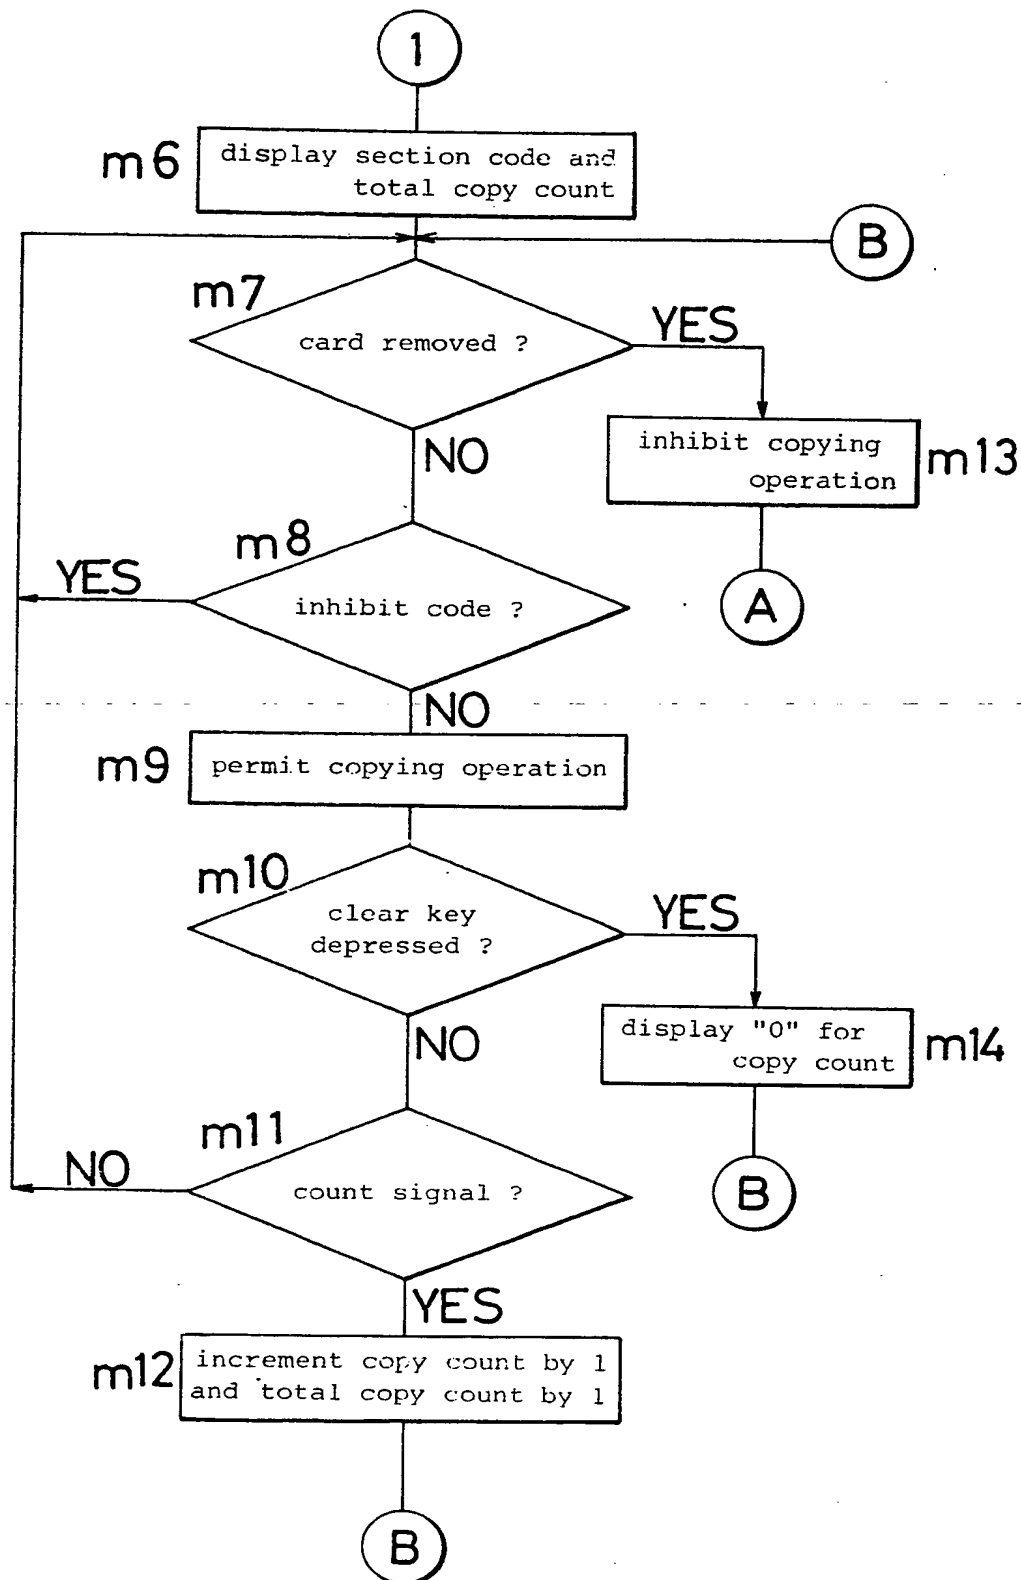 1
m6
display section code and
total copy count
B
m7
card removed ?
YES
inhibit copying
operation
m13
NO
A
m8
inhibit code ?
YES
NO
m9
permit copying operation
m10
clear key
depressed ?
YES
display "0" for
copy count
m14
NO
B
m11
count signal ?
NO
YES
m12
increment copy count by 1
and total copy count by 1
B